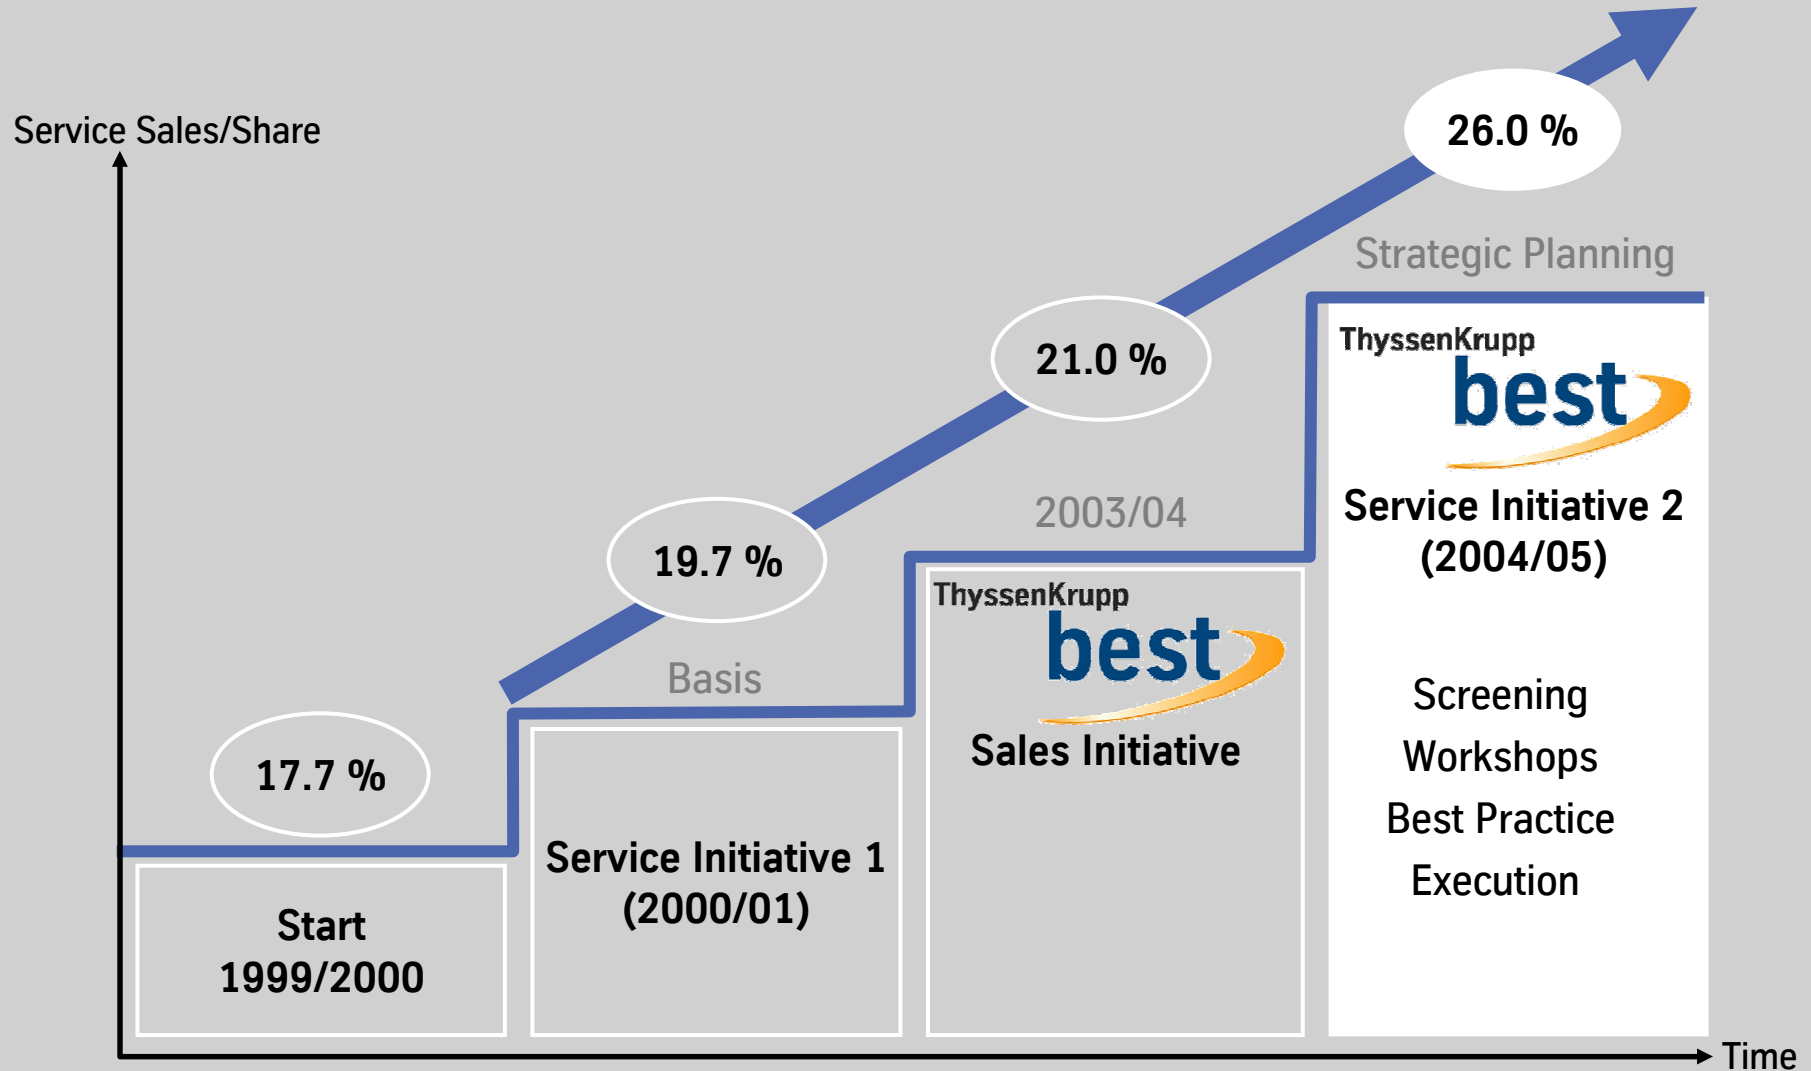 Service Sales/Share
26.0 %
Strategic Planning
21.0 %
2003/04
19.7 %
Basis
17.7 %
Start
1999/2000
Service Initiative 1
(2000/01)
ThyssenKrupp
best
Sales Initiative
ThyssenKrupp
best
Service Initiative 2
(2004/05)
Screening
Workshops
Best Practice
Execution
Time